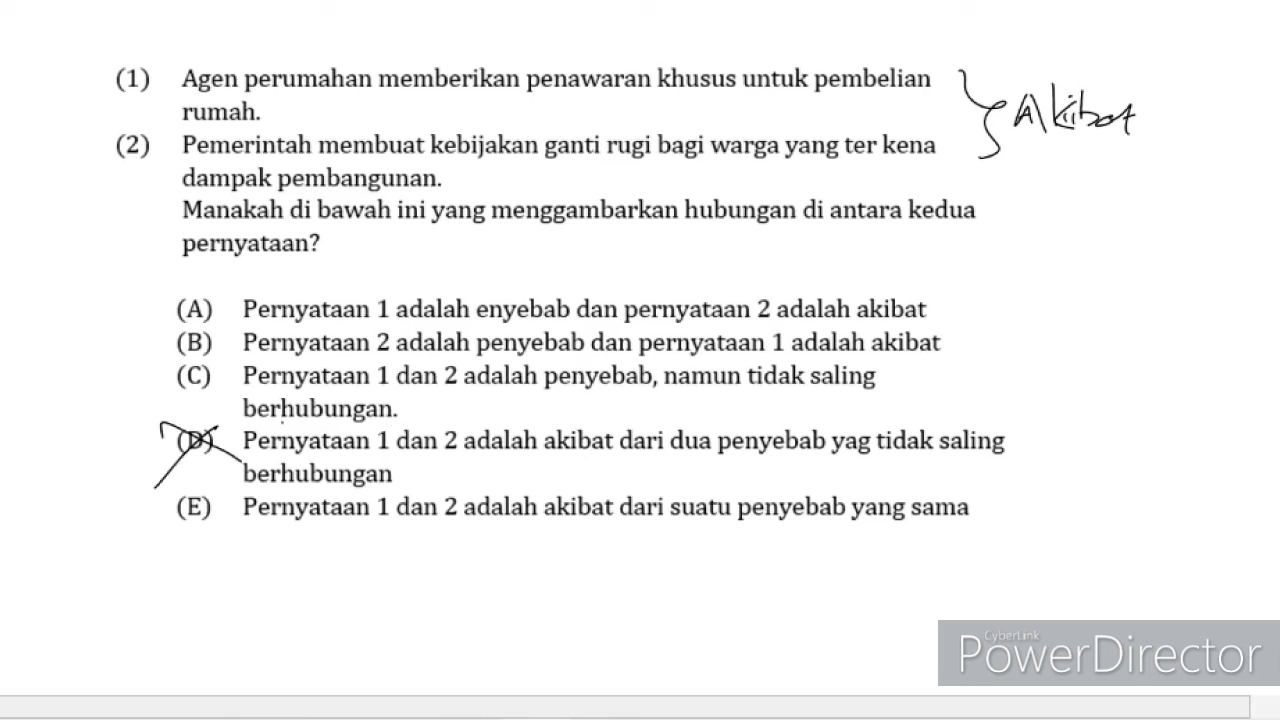 (1) Agen perumahan memberikan penawaran khusus untuk pembelian
rumah.
Akibat
(2) Pemerintah membuat kebijakan ganti rugi bagi warga yang ter kena
dampak pembangunan.
Manakah di bawah ini yang menggambarkan hubungan di antara kedua
pernyataan?
(A) Pernyataan 1 adalah enyebab dan pernyataan 2 adalah akibat
(B) Pernyataan 2 adalah penyebab dan pernyataan 1 adalah akibat
(C) Pernyataan 1 dan 2 adalah penyebab, namun tidak saling
berhubungan.
(D) Pernyataan 1 dan 2 adalah akibat dari dua penyebab yag tidak saling
berhubungan
(E) Pernyataan 1 dan 2 adalah akibat dari suatu penyebab yang sama
CyberLink
PowerDirector